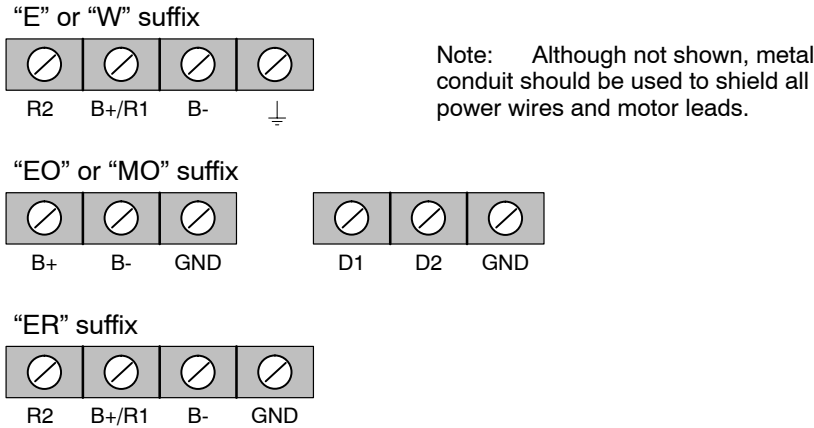 “E” or “W” suffix
R2 B+/R1 B-
Note: Although not shown, metal
conduit should be used to shield all
power wires and motor leads.
“EO” or “MO” suffix
B+ B- GND D1 D2 GND
“ER” suffix
R2 B+/R1 B- GND